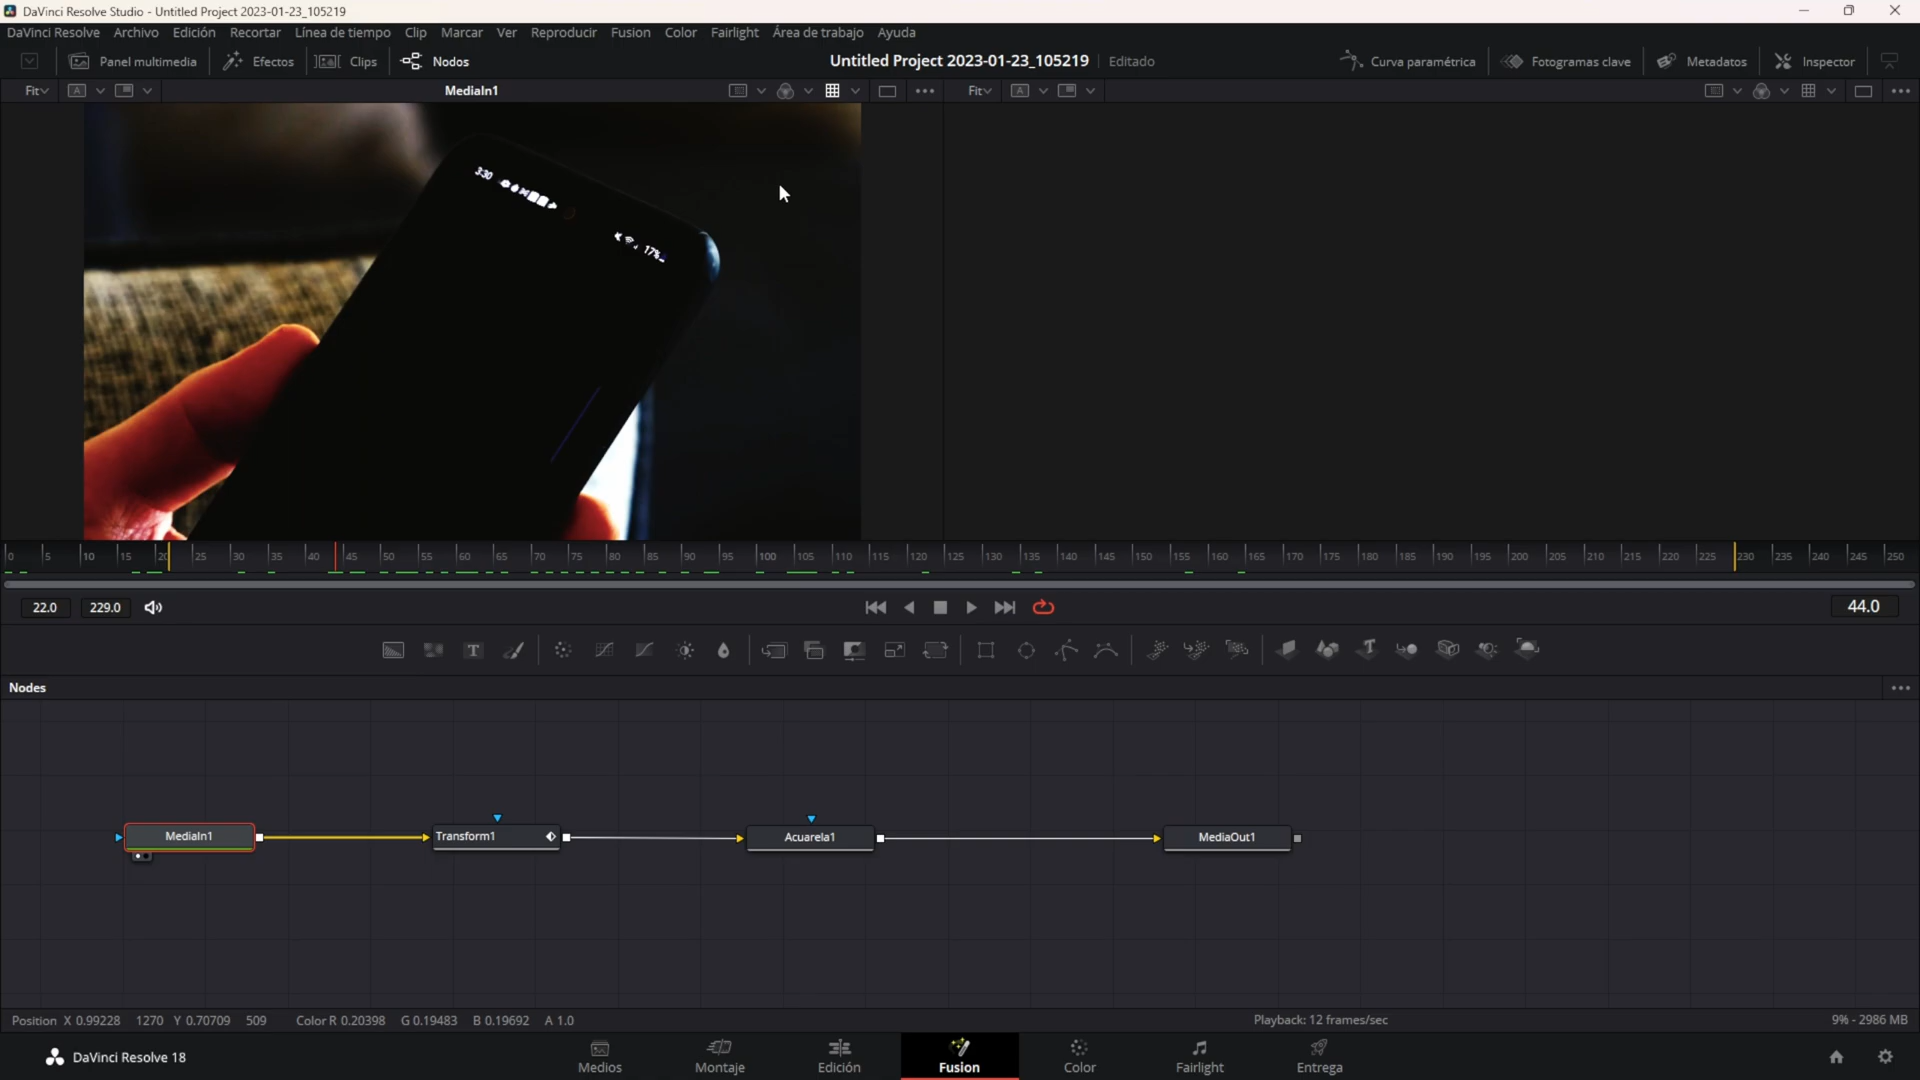 DaVinci Resolve Studio - Untitled Project 2023-01-23_105219
DaVinci Resolve Archivo Edición Recortar Línea de tiempo Clip Marcar Ver Reproducir Fusion Color Fairlight Área de trabajo Ayuda
Panel multimedia Efectos Clips Nodos Untitled Project 2023-01-23_105219 Editado Curva paramétrica Fotogramas clave Metadatos Inspector
Fit A MediaIn1 Fit A
3:30
17%
0 5 10 15 20 25 30 35 40 45 50 55 60 65 70 75 80 85 90 95 100 105 110 115 120 125 130 135 140 145 150 155 160 165 170 175 180 185 190 195 200 205 210 215 220 225 230 235 240 245 250
22.0 229.0 44.0
T T
Nodes
MediaIn1 Transform1 Acuarela1 MediaOut1
Position X 0.99228 1270 Y 0.70709 509 Color R 0.20398 G 0.19483 B 0.19692 A 1.0 Playback: 12 frames/sec 9% - 2986 MB
DaVinci Resolve 18 Medios Montaje Edición Fusion Color Fairlight Entrega